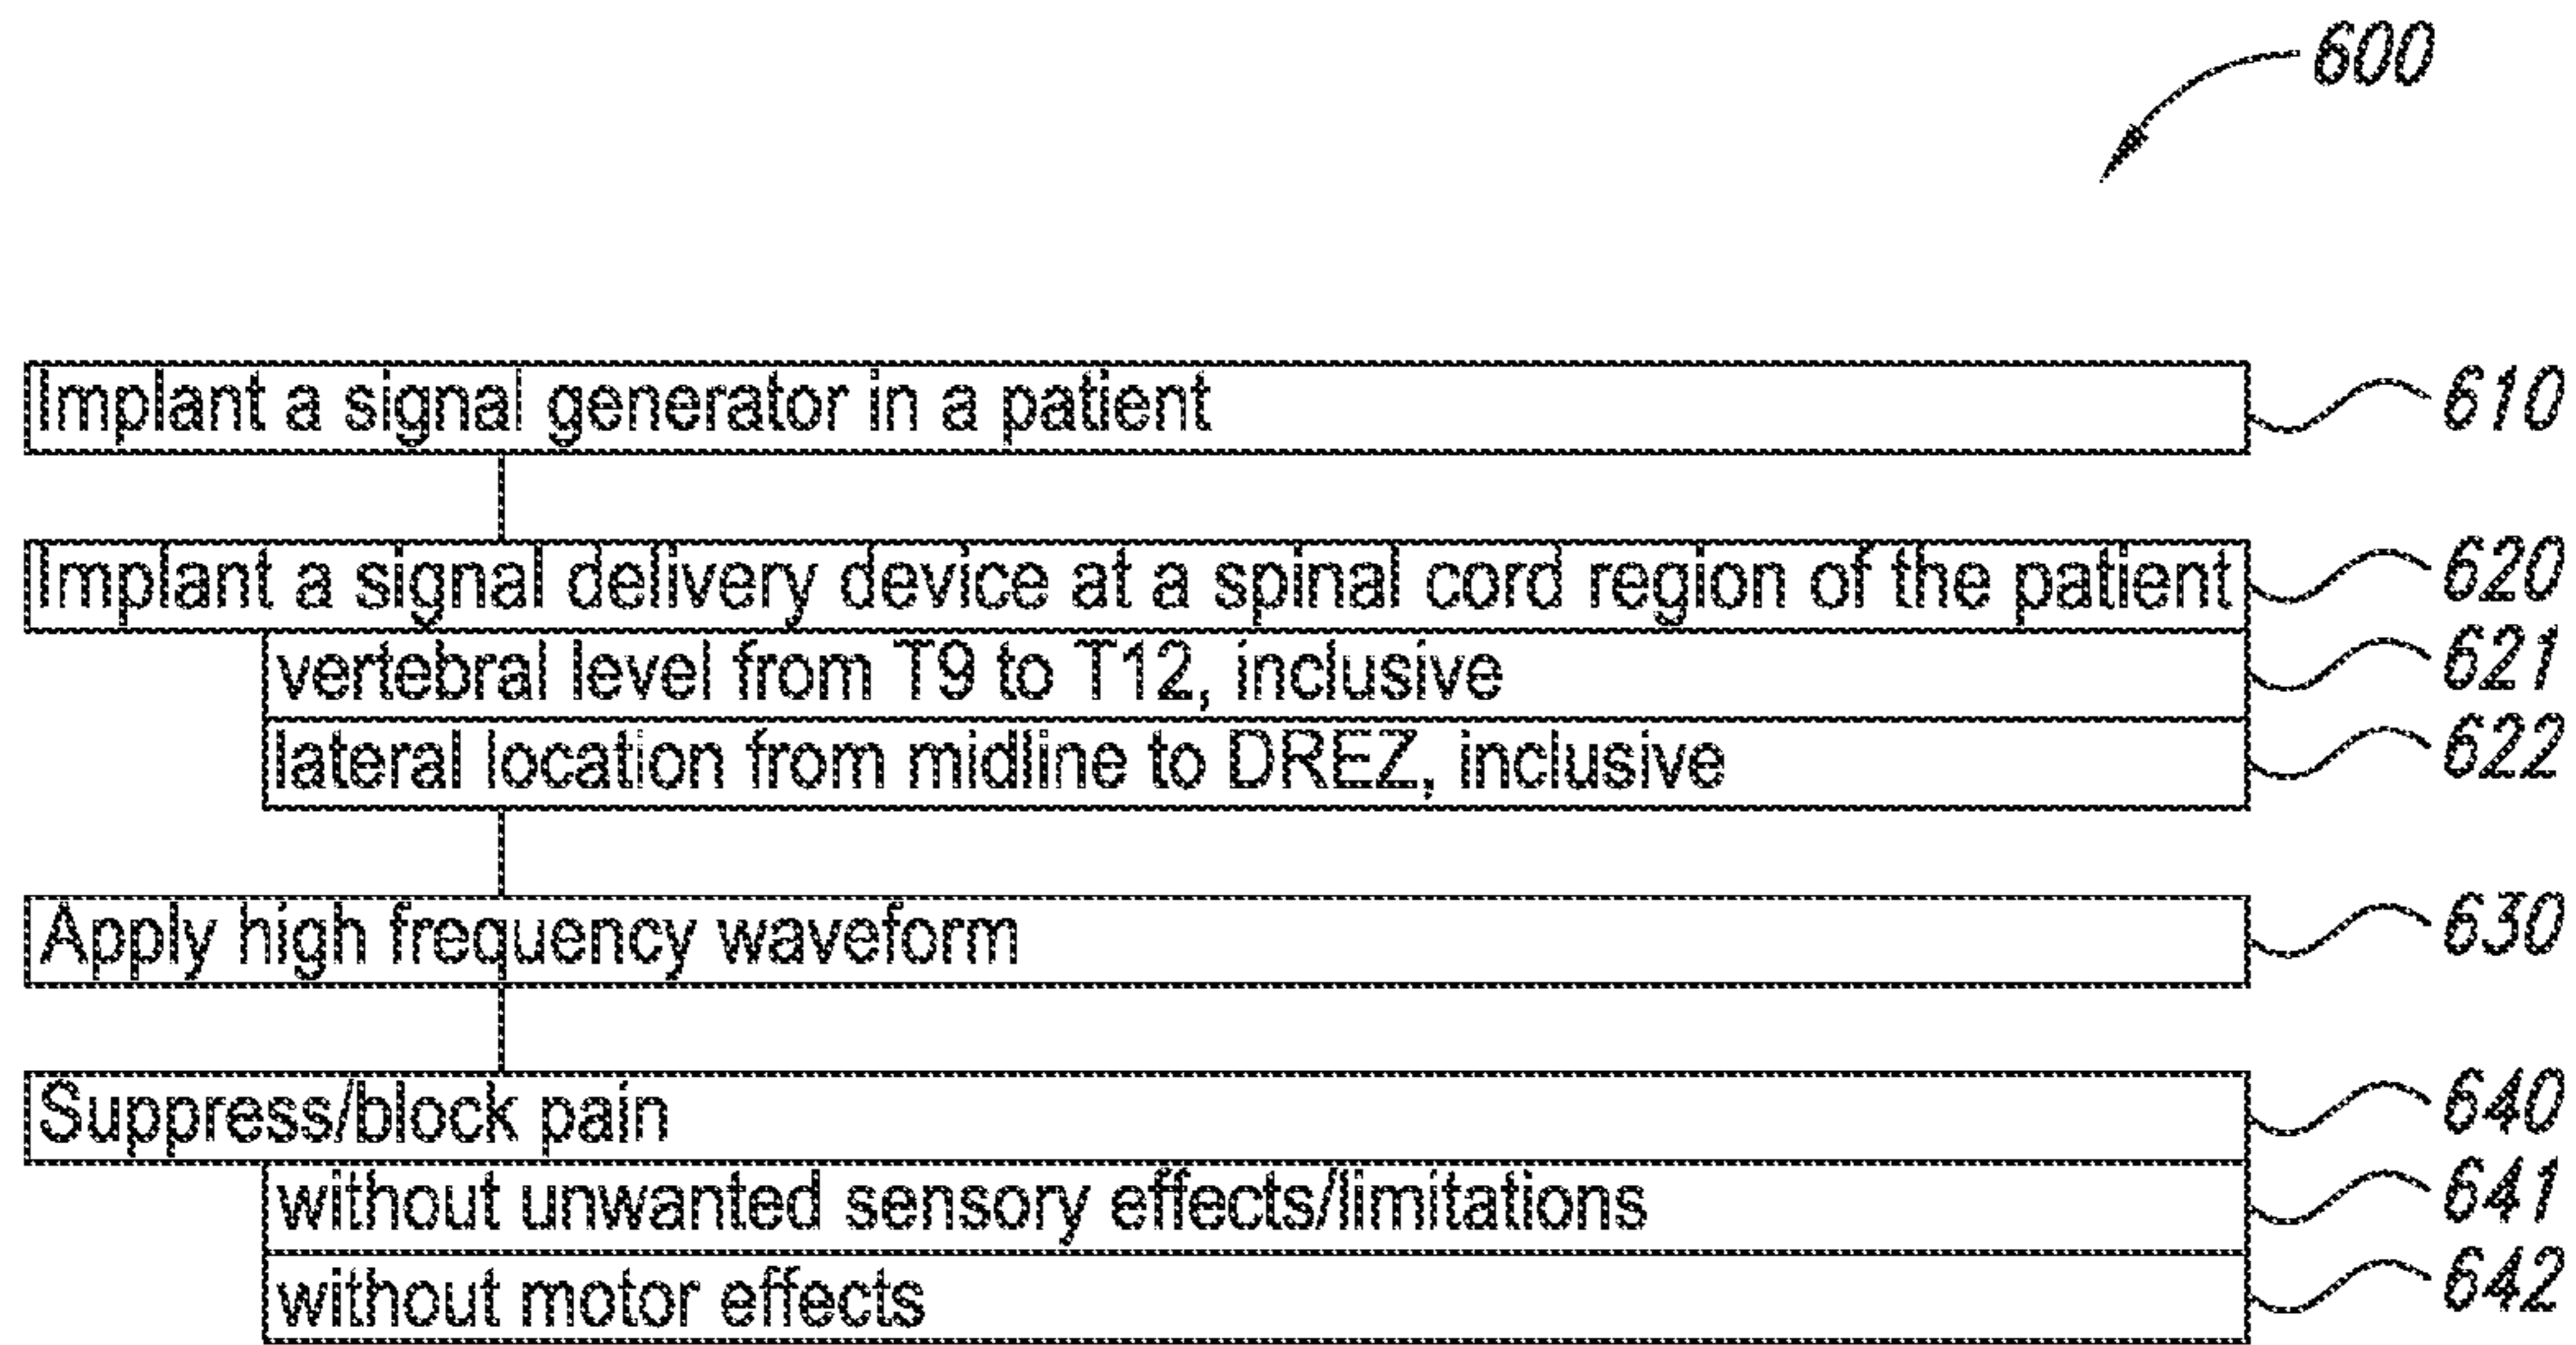 600
Implant a signal generator in a patient 610
Implant a signal delivery device at a spinal cord region of the patient 620
vertebral level from T9 to T12, inclusive 621
lateral location from midline to DREZ, inclusive 622
Apply high frequency waveform 630
Suppress/block pain 640
without unwanted sensory effects/limitations 641
without motor effects 642